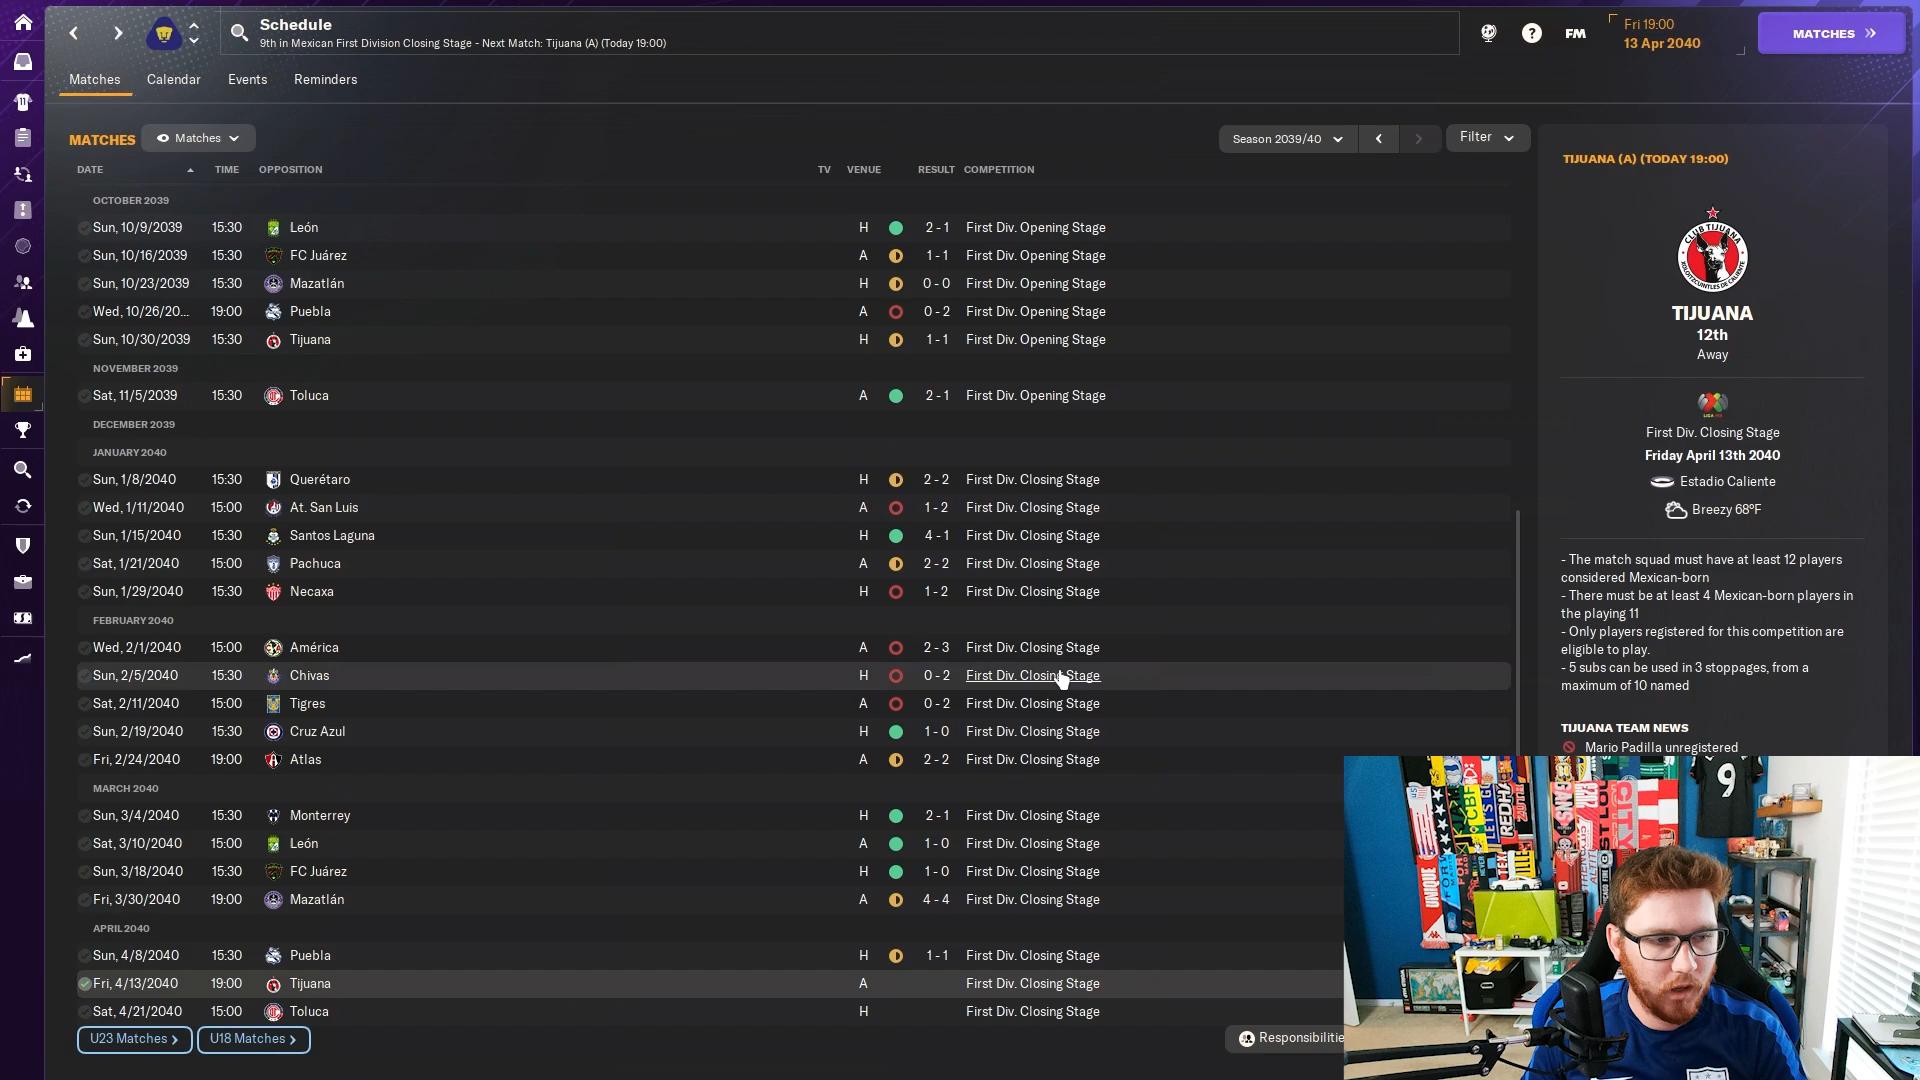 Schedule
9th in Mexican First Division Closing Stage - Next Match: Tijuana (A) (Today 19:00)
FM
Fri 19:00
13 Apr 2040
MATCHES
Matches Calendar Events Reminders
MATCHES Matches
Season 2039/40
Filter
DATE TIME OPPOSITION TV VENUE RESULT COMPETITION
OCTOBER 2039
Sun, 10/9/2039 15:30 León H 2 - 1 First Div. Opening Stage
Sun, 10/16/2039 15:30 FC Juárez A 1 - 1 First Div. Opening Stage
Sun, 10/23/2039 15:30 Mazatlán H 0 - 0 First Div. Opening Stage
Wed, 10/26/20... 19:00 Puebla A 0 - 2 First Div. Opening Stage
Sun, 10/30/2039 15:30 Tijuana H 1 - 1 First Div. Opening Stage
NOVEMBER 2039
Sat, 11/5/2039 15:30 Toluca A 2 - 1 First Div. Opening Stage
DECEMBER 2039
JANUARY 2040
Sun, 1/8/2040 15:30 Querétaro H 2 - 2 First Div. Closing Stage
Wed, 1/11/2040 15:00 At. San Luis A 1 - 2 First Div. Closing Stage
Sun, 1/15/2040 15:30 Santos Laguna H 4 - 1 First Div. Closing Stage
Sat, 1/21/2040 15:00 Pachuca A 2 - 2 First Div. Closing Stage
Sun, 1/29/2040 15:30 Necaxa H 1 - 2 First Div. Closing Stage
FEBRUARY 2040
Wed, 2/1/2040 15:00 América A 2 - 3 First Div. Closing Stage
Sun, 2/5/2040 15:30 Chivas H 0 - 2 First Div. Closing Stage
Sat, 2/11/2040 15:00 Tigres A 0 - 2 First Div. Closing Stage
Sun, 2/19/2040 15:30 Cruz Azul H 1 - 0 First Div. Closing Stage
Fri, 2/24/2040 19:00 Atlas A 2 - 2 First Div. Closing Stage
MARCH 2040
Sun, 3/4/2040 15:30 Monterrey H 2 - 1 First Div. Closing Stage
Sat, 3/10/2040 15:00 León A 1 - 0 First Div. Closing Stage
Sun, 3/18/2040 15:30 FC Juárez H 1 - 0 First Div. Closing Stage
Fri, 3/30/2040 19:00 Mazatlán A 4 - 4 First Div. Closing Stage
APRIL 2040
Sun, 4/8/2040 15:30 Puebla H 1 - 1 First Div. Closing Stage
Fri, 4/13/2040 19:00 Tijuana A First Div. Closing Stage
Sat, 4/21/2040 15:00 Toluca H First Div. Closing Stage
U23 Matches U18 Matches
Responsibilitie
TIJUANA (A) (TODAY 19:00)
CLUB TIJUANA
XOLOITZCUINTLES DE CALIENTE
TIJUANA
12th
Away
LIGA MX
First Div. Closing Stage
Friday April 13th 2040
Estadio Caliente
Breezy 68ºF
- The match squad must have at least 12 players
considered Mexican-born
- There must be at least 4 Mexican-born players in
the playing 11
- Only players registered for this competition are
eligible to play.
- 5 subs can be used in 3 stoppages, from a
maximum of 10 named
TIJUANA TEAM NEWS
Mario Padilla unregistered
9
UNIQUE
CBF
CITY